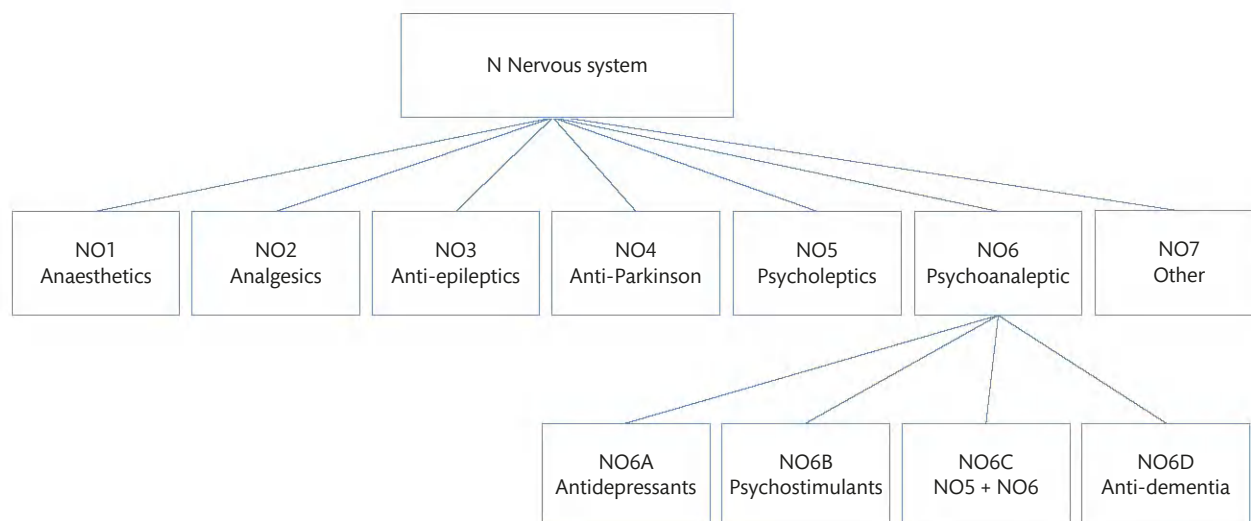 N Nervous system
NO1
Anaesthetics
NO2
Analgesics
NO3
Anti-epileptics
NO4
Anti-Parkinson
NO5
Psycholeptics
NO6
Psychoanaleptic
NO7
Other
NO6A
Antidepressants
NO6B
Psychostimulants
NO6C
NO5 + NO6
NO6D
Anti-dementia